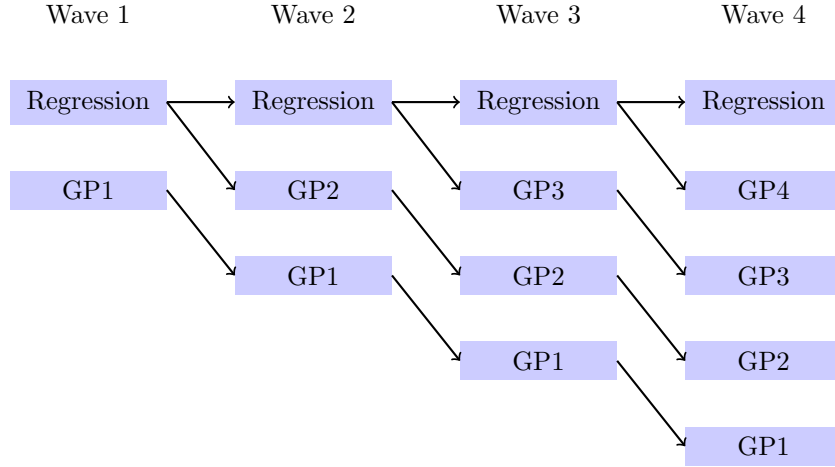 Wave 1 Wave 2 Wave 3 Wave 4
Regression Regression Regression Regression
GP1 GP2 GP3 GP4
GP1 GP2 GP3
GP1 GP2
GP1